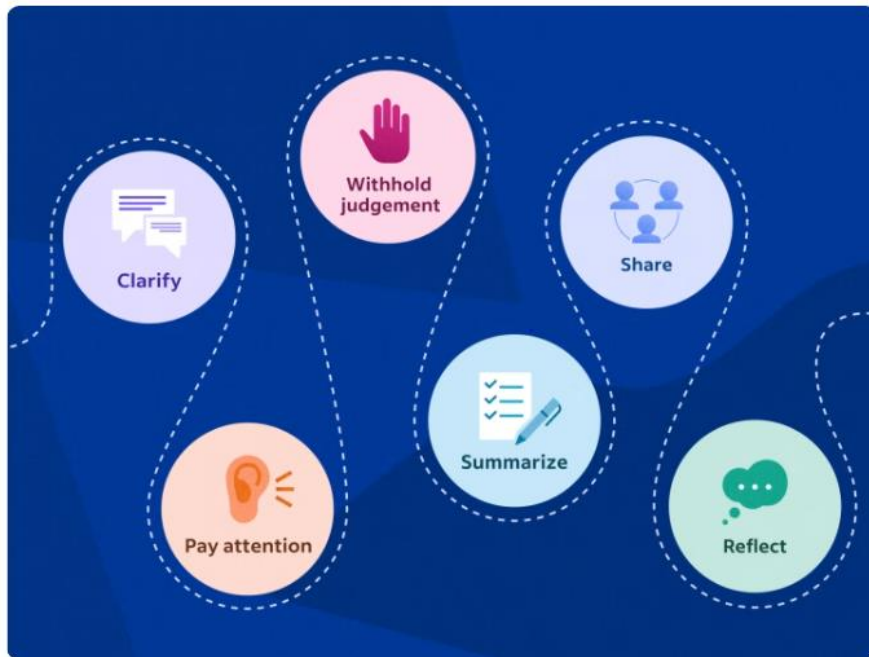 Clarify
Pay attention
Withhold
judgement
Summarize
Share
Reflect